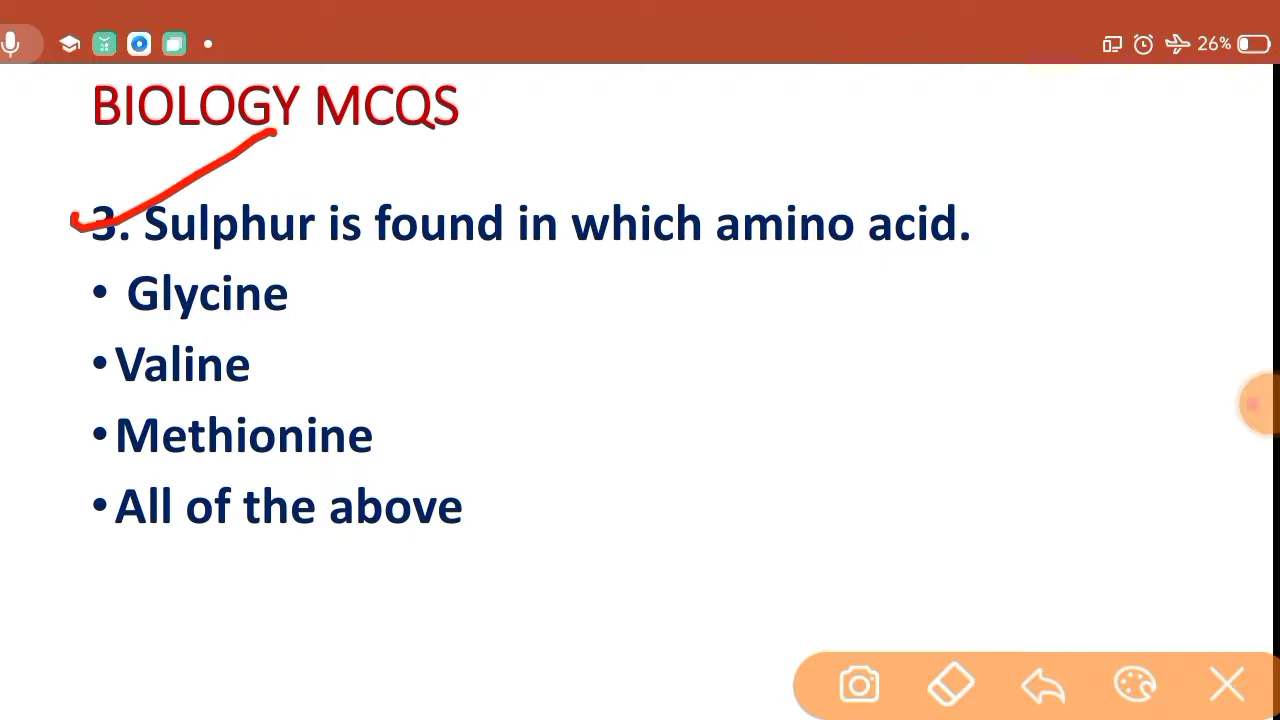 26%
BIOLOGY MCQS
3. Sulphur is found in which amino acid.
• Glycine
• Valine
• Methionine
• All of the above